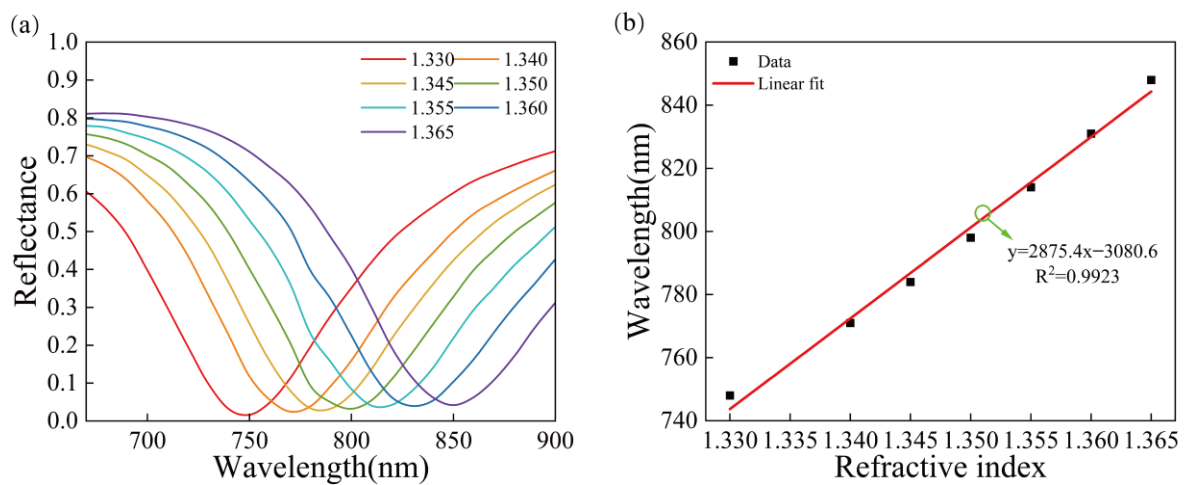 (a)
1.0
0.9
0.8
0.7
0.6
0.5
0.4
0.3
0.2
0.1
0.0
Reflectance
1.330 1.340
1.345 1.350
1.355 1.360
1.365
700 750 800 850 900
Wavelength(nm)
(b)
860
840
820
800
780
760
740
Wavelength(nm)
Data
Linear fit
y=2875.4x−3080.6
R²=0.9923
1.330 1.335 1.340 1.345 1.350 1.355 1.360 1.365
Refractive index